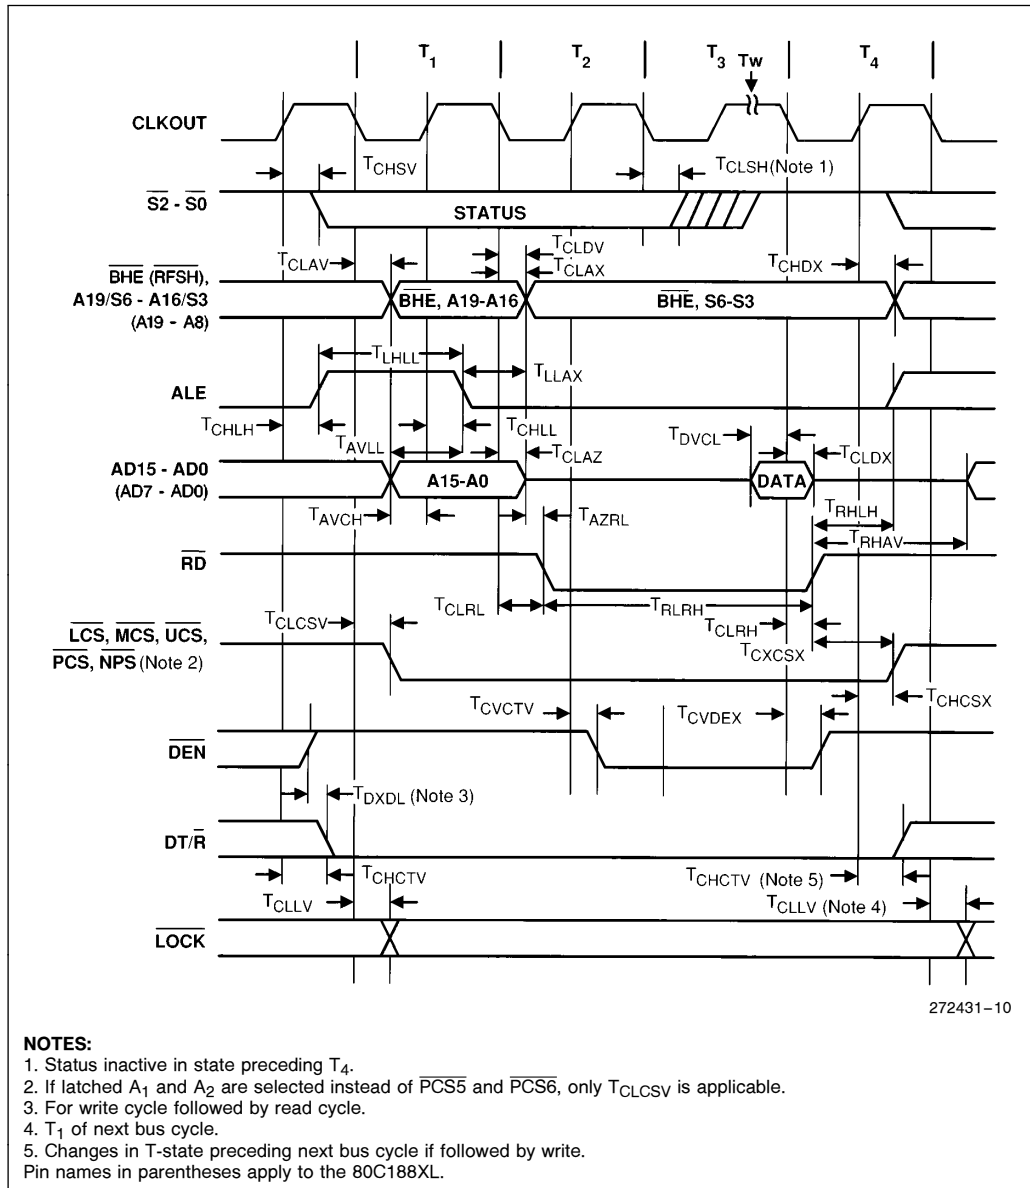 T1 T2 T3 Tw T4
CLKOUT
TCHSV TCLSH (Note 1)
S2 - S0 STATUS
TCLDV
TCLAV TCLAX TCHDX
BHE (RFSH),
A19/S6 - A16/S3
(A19 - A8)
BHE, A19-A16 BHE, S6-S3
TLHLL
TLLAX
ALE
TCHLH TCHLL
TAVLL TDVCL
TCLAZ TCLDX
AD15 - AD0
(AD7 - AD0)
A15-A0 DATA
TRHLH
TAVCH TAZRL
TRHAV
RD
TCLRL TRLRH
TCLCSV TCLRH
LCS, MCS, UCS,
PCS, NPS (Note 2)
TCXCSX
TCHCSX
TCVCTV TCVDEX
DEN
TDXDL (Note 3)
DT/R
TCHCTV TCHCTV (Note 5)
TCLLV TCLLV (Note 4)
LOCK
272431-10
NOTES:
1. Status inactive in state preceding T4.
2. If latched A1 and A2 are selected instead of PCS5 and PCS6, only TCLCSV is applicable.
3. For write cycle followed by read cycle.
4. T1 of next bus cycle.
5. Changes in T-state preceding next bus cycle if followed by write.
Pin names in parentheses apply to the 80C188XL.